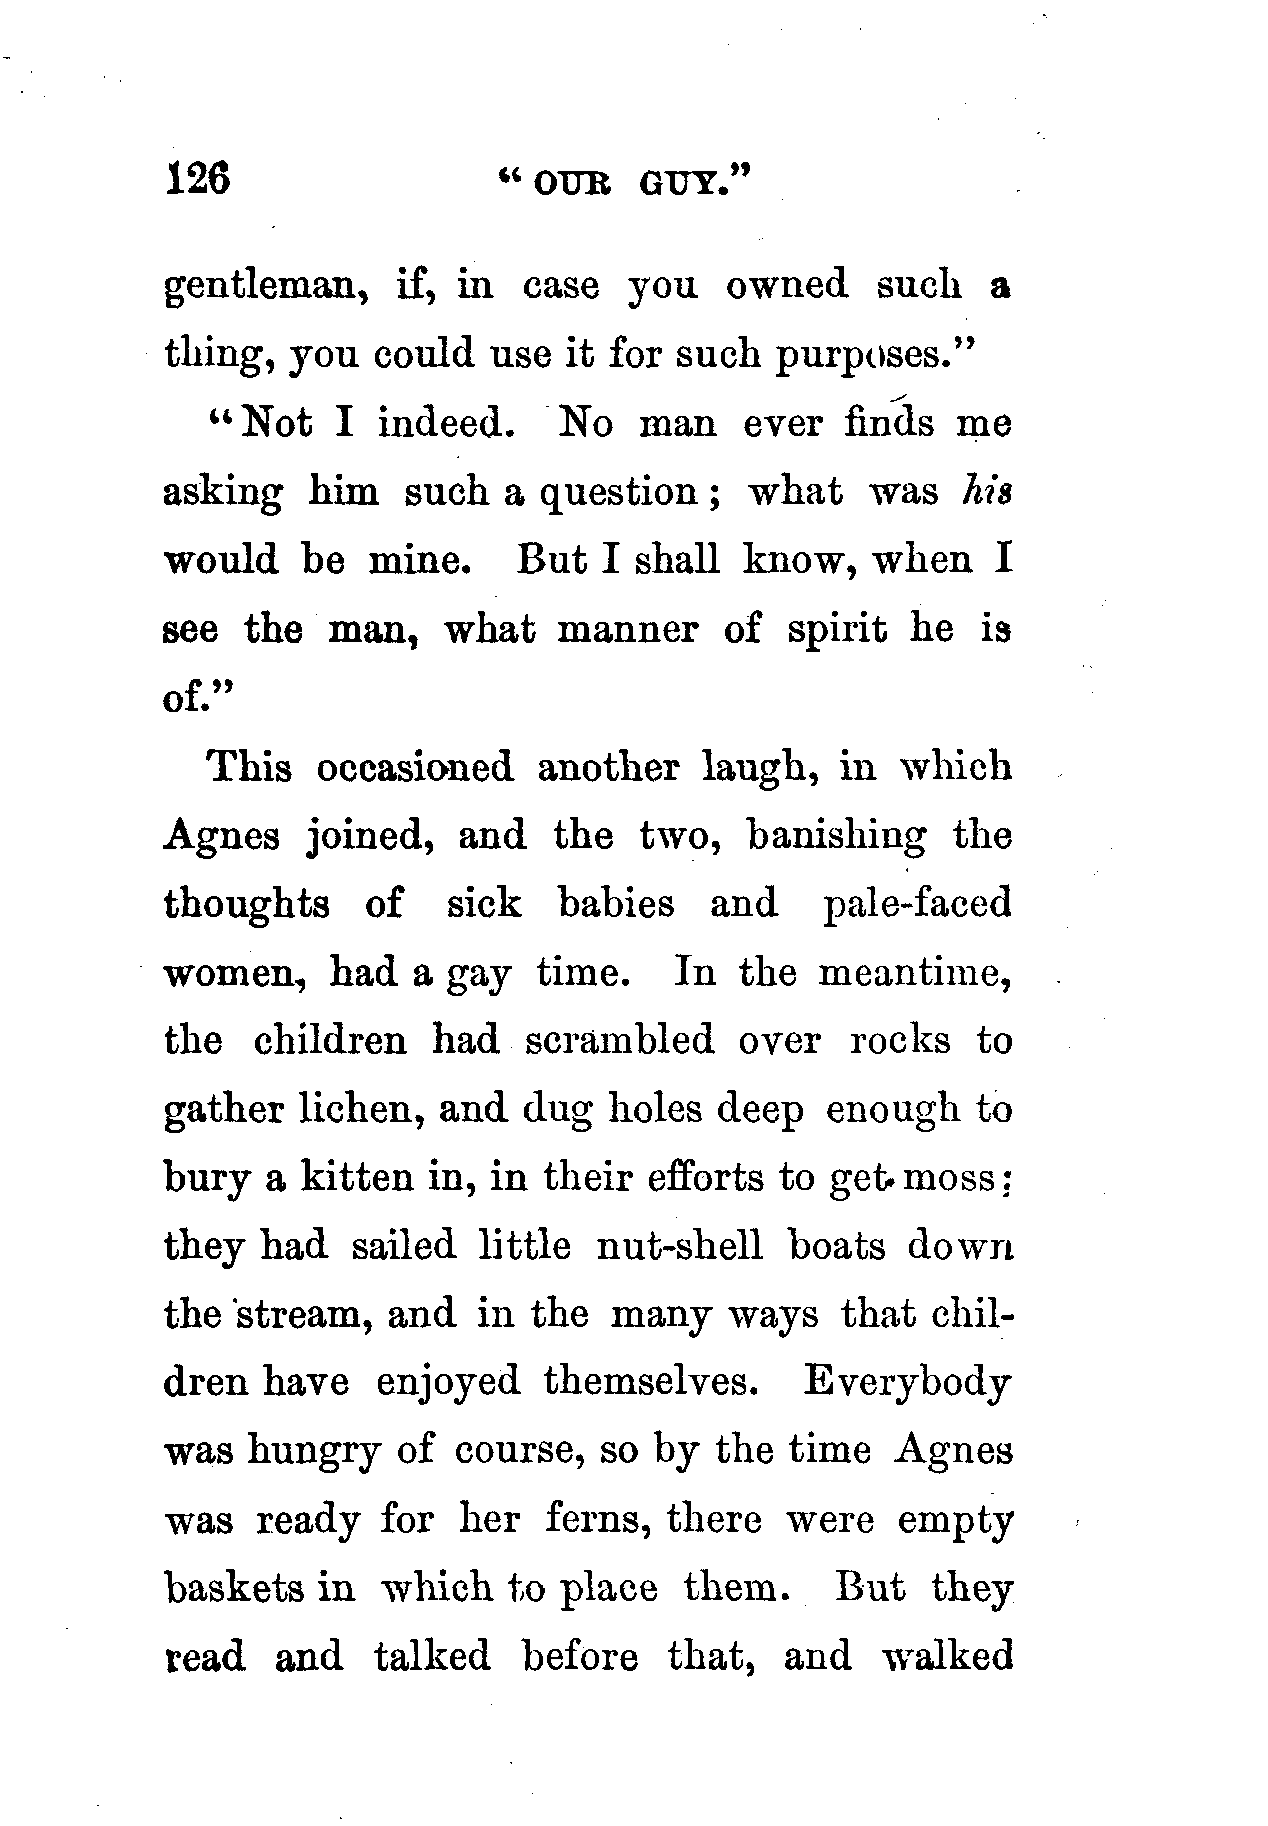 126 “ OUR GUY.”
gentleman, if, in case you owned such a
thing, you could use it for such purposes.”
“Not I indeed. No man ever finds me
asking him such a question ; what was his
would be mine. But I shall know, when I
see the man, what manner of spirit he is
of.”
This occasioned another laugh, in which
Agnes joined, and the two, banishing the
thoughts of sick babies and pale-faced
women, had a gay time. In the meantime,
the children had scrambled over rocks to
gather lichen, and dug holes deep enough to
bury a kitten in, in their efforts to get moss;
they had sailed little nut-shell boats down
the stream, and in the many ways that chil-
dren have enjoyed themselves. Everybody
was hungry of course, so by the time Agnes
was ready for her ferns, there were empty
baskets in which to place them. But they
read and talked before that, and walked